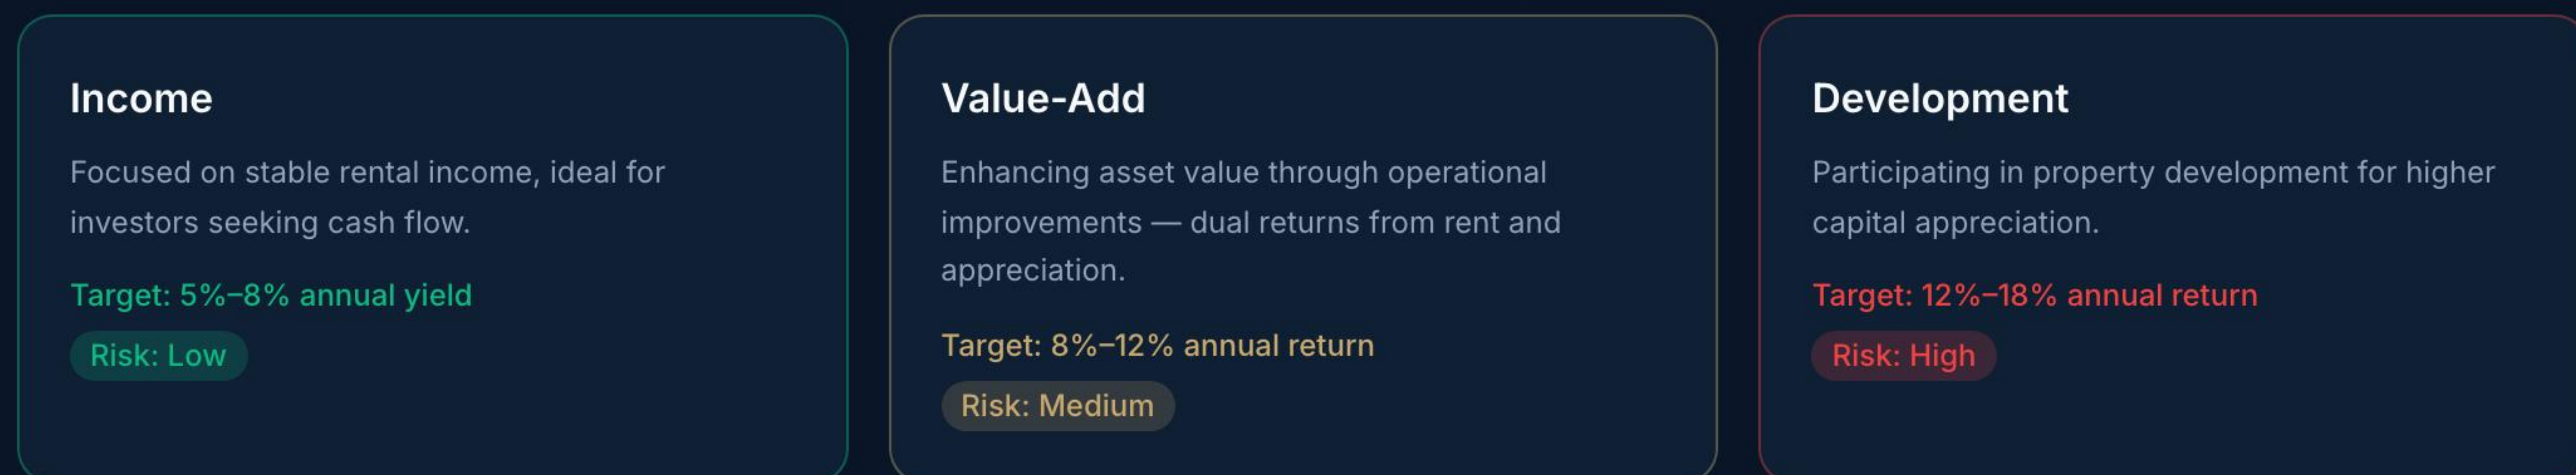 Income
Focused on stable rental income, ideal for
investors seeking cash flow.
Target: 5%–8% annual yield
Risk: Low
Value-Add
Enhancing asset value through operational
improvements — dual returns from rent and
appreciation.
Target: 8%–12% annual return
Risk: Medium
Development
Participating in property development for higher
capital appreciation.
Target: 12%–18% annual return
Risk: High